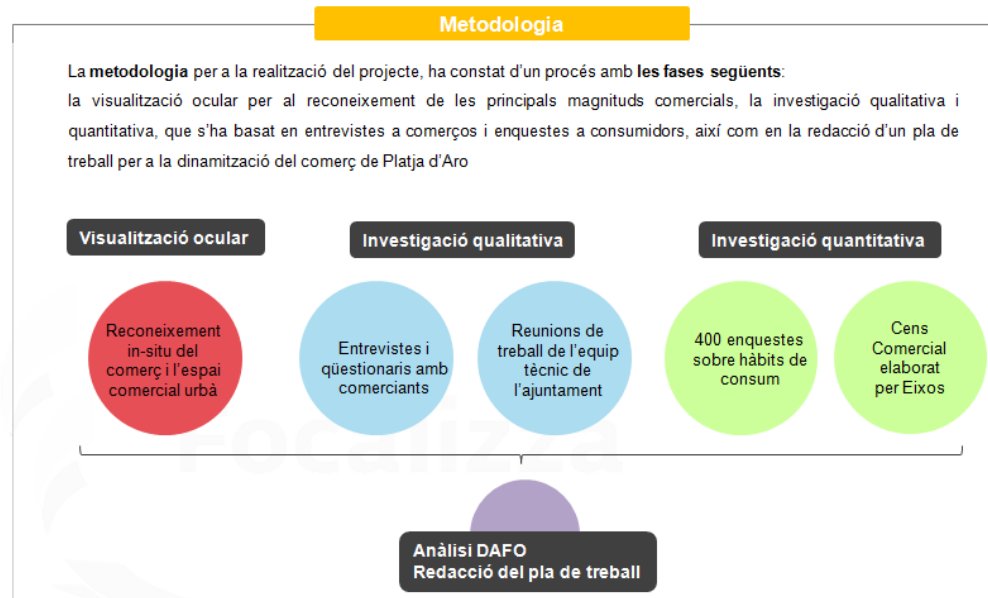 Metodologia
La metodologia per a la realització del projecte, ha constat d'un procés amb les fases següents:
la visualització ocular per al reconeixement de les principals magnituds comercials, la investigació qualitativa i
quantitativa, que s'ha basat en entrevistes a comerços i enquestes a consumidors, així com en la redacció d'un pla de
treball per a la dinamització del comerç de Platja d'Aro
Visualització ocular
Investigació qualitativa
Investigació quantitativa
Reconeixement
in-situ del
comerç i l'espai
comercial urbà
Entrevistes i
qüestionaris amb
comerciants
Reunions de
treball de l'equip
tècnic de
l'ajuntament
400 enquestes
sobre hàbits de
consum
Cens
Comercial
elaborat
per Eixos
Focalizza
Anàlisi DAFO
Redacció del pla de treball